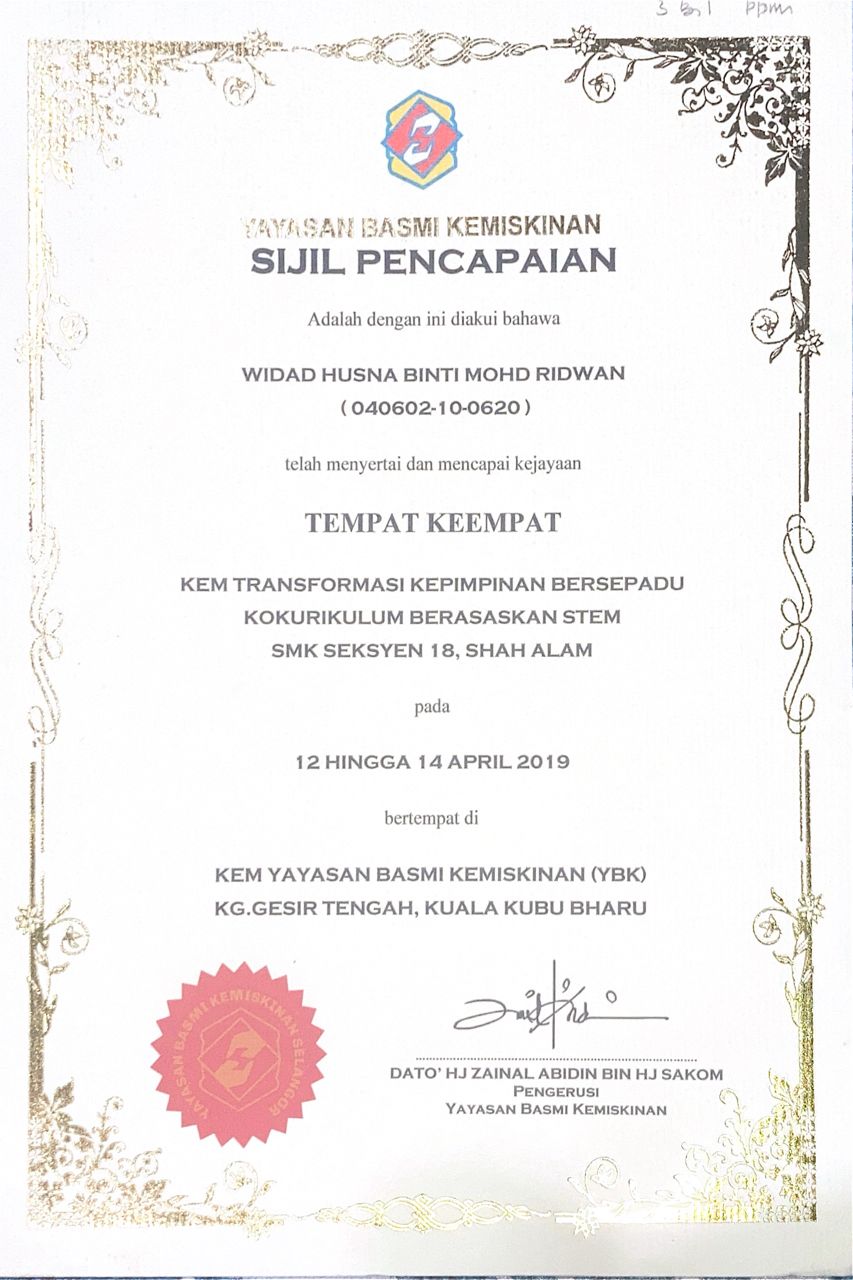 3 ppm
YAYASAN BASMI KEMISKINAN
SIJIL PENCAPAIAN
Adalah dengan ini diakui bahawa
WIDAD HUSNA BINTI MOHD RIDWAN
( 040602-10-0620 )
telah menyertai dan mencapai kejayaan
TEMPAT KEEMPAT
KEM TRANSFORMASI KEPIMPINAN BERSEPADU
KOKURIKULUM BERASASKAN STEM
SMK SEKSYEN 18, SHAH ALAM
pada
12 HINGGA 14 APRIL 2019
bertempat di
KEM YAYASAN BASMI KEMISKINAN (YBK)
KG.GESIR TENGAH, KUALA KUBU BHARU
YAYASAN BASMI KEMISKINAN SELANGOR
DATO' HJ ZAINAL ABIDIN BIN HJ SAKOM
PENGERUSI
YAYASAN BASMI KEMISKINAN